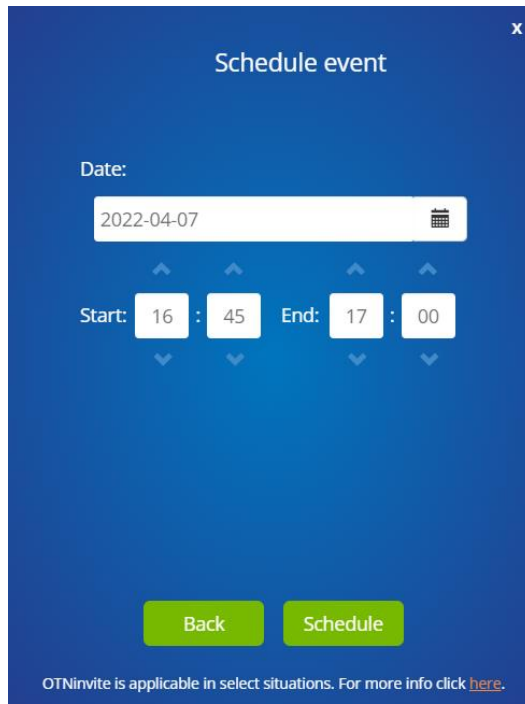 x
Schedule event
Date:
2022-04-07
Start: 16 : 45 End: 17 : 00
Back Schedule
OTNinvite is applicable in select situations. For more info click here.